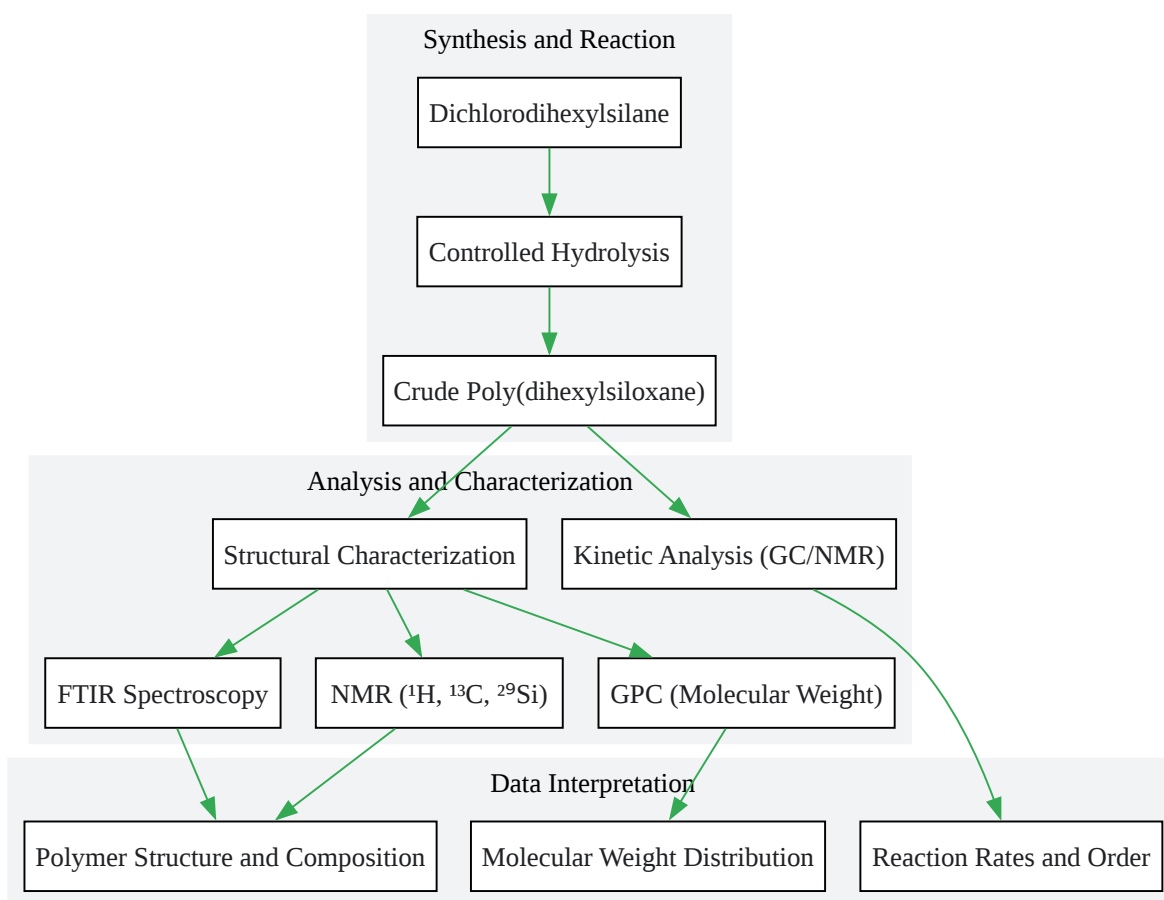 Synthesis and Reaction
Dichlorodihexylsilane
Controlled Hydrolysis
Crude Poly(dihexylsiloxane)
Analysis and Characterization
Structural Characterization
Kinetic Analysis (GC/NMR)
FTIR Spectroscopy
NMR (¹H, ¹³C, ²⁹Si)
GPC (Molecular Weight)
Data Interpretation
Polymer Structure and Composition
Molecular Weight Distribution
Reaction Rates and Order